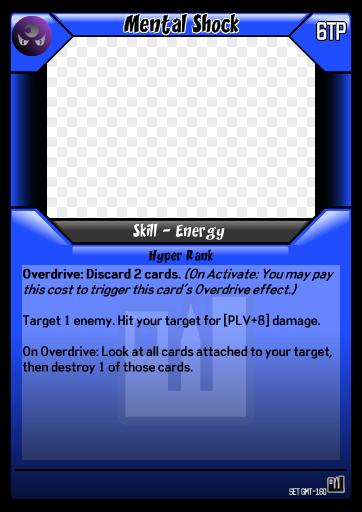 Mental Shock
6TP
Skill - Energy
Hyper Rank
Overdrive: Discard 2 cards. (On Activate: You may pay
this cost to trigger this card's Overdrive effect.)
Target 1 enemy. Hit your target for [PLV+8] damage.
On Overdrive: Look at all cards attached to your target,
then destroy 1 of those cards.
SET GMT-160